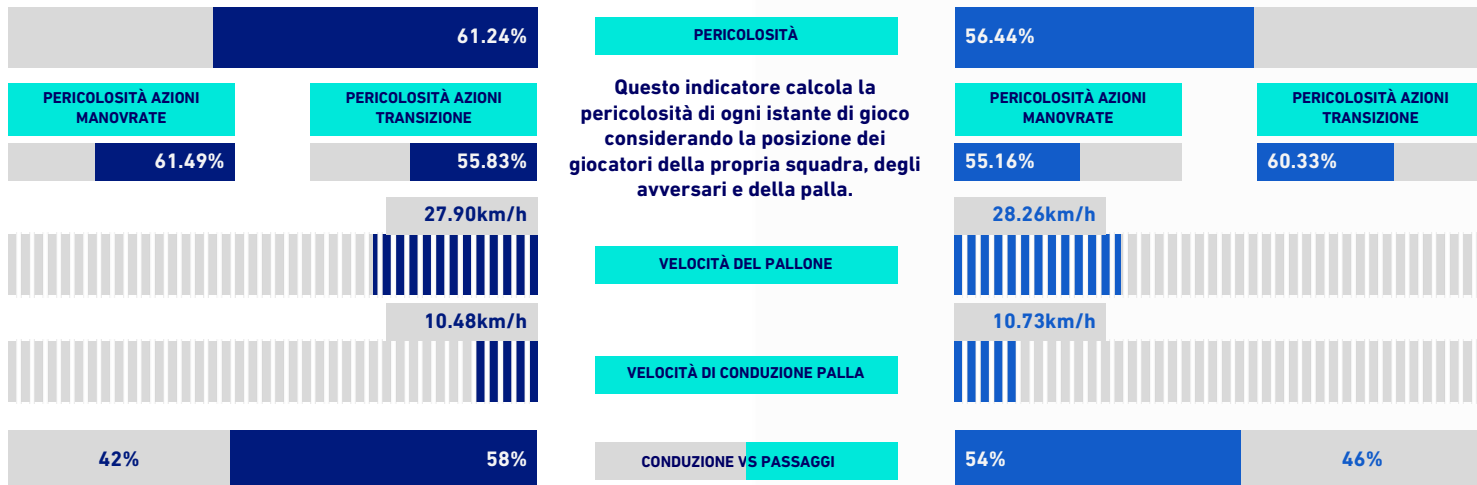 61.24%
PERICOLOSITÀ
56.44%
PERICOLOSITÀ AZIONI
MANOVRATE
PERICOLOSITÀ AZIONI
TRANSIZIONE
Questo indicatore calcola la
pericolosità di ogni istante di gioco
considerando la posizione dei
giocatori della propria squadra, degli
avversari e della palla.
PERICOLOSITÀ AZIONI
MANOVRATE
PERICOLOSITÀ AZIONI
TRANSIZIONE
61.49%
55.83%
55.16%
60.33%
27.90km/h
28.26km/h
VELOCITÀ DEL PALLONE
10.48km/h
10.73km/h
VELOCITÀ DI CONDUZIONE PALLA
42%
58%
CONDUZIONE VS PASSAGGI
54%
46%